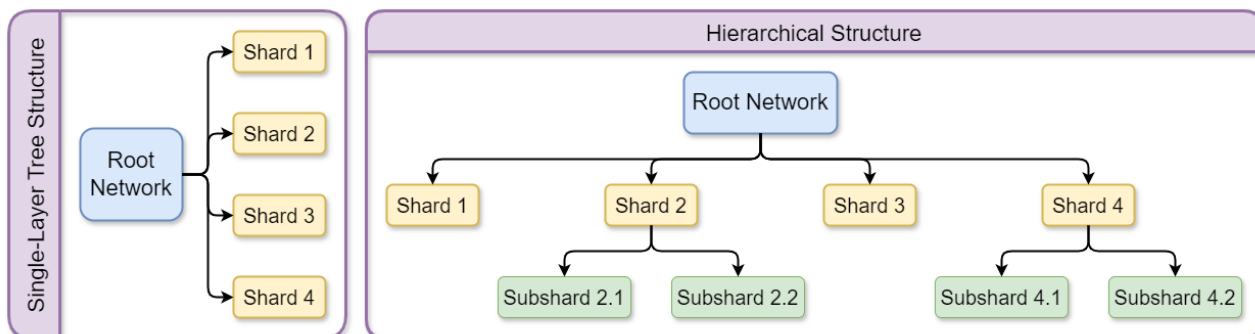 Single-Layer Tree Structure
Root
Network
Shard 1
Shard 2
Shard 3
Shard 4
Hierarchical Structure
Root Network
Shard 1
Shard 2
Shard 3
Shard 4
Subshard 2.1
Subshard 2.2
Subshard 4.1
Subshard 4.2